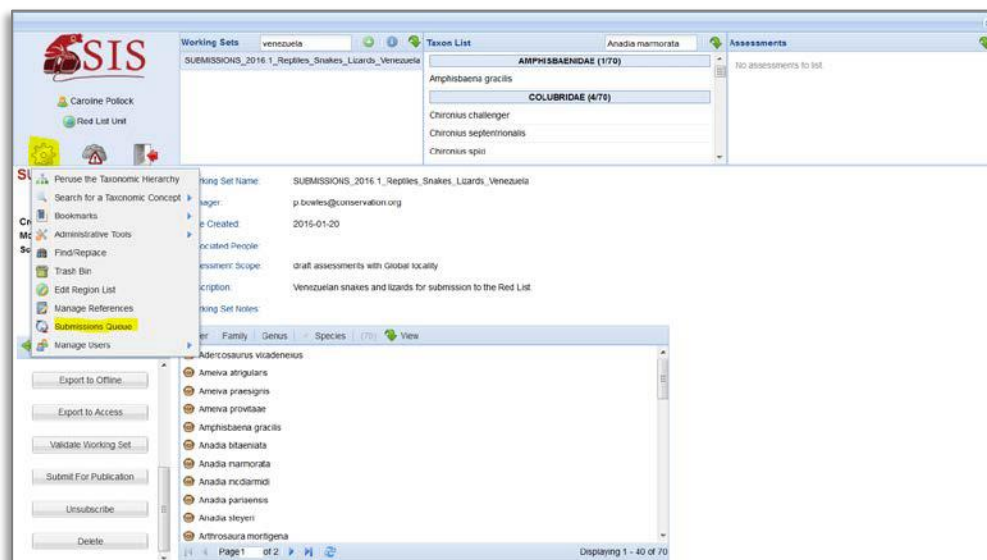 SIS
Caroline Pollock
Red List Unit
Working Sets
venezuela
SUBMISSIONS_2016.1_Reptiles_Snakes_Lizards_Venezuela
Taxon List
Anadia marmorata
AMPHISBAENIDAE (1/70)
Amphisbaena gracilis
COLUBRIDAE (4/70)
Chironius challenger
Chironius septentrionalis
Chironius spixi
Assessments
No assessments to list.
Peruse the Taxonomic Hierarchy
Search for a Taxonomic Concept
Bookmarks
Administrative Tools
Find/Replace
Trash Bin
Edit Region List
Manage References
Submissions Queue
Manage Users
Export to Offline
Export to Access
Validate Working Set
Submit For Publication
Unsubscribe
Delete
rking Set Name:
SUBMISSIONS_2016.1_Reptiles_Snakes_Lizards_Venezuela
ager:
p.bowles@conservation.org
e Created:
2016-01-20
ociated People:
essment Scope:
draft assessments with Global locality
cription:
Venezuelan snakes and lizards for submission to the Red List
rking Set Notes:
er Family Genus Species (70) View
Adercosaurus vixadenexus
Ameiva atrigularis
Ameiva praesignis
Ameiva provitaae
Amphisbaena gracilis
Anadia bitaeniata
Anadia marmorata
Anadia mcdiarmidi
Anadia pariaensis
Anadia steyeri
Arthrosaura montigena
Page 1 of 2
Displaying 1 - 40 of 70